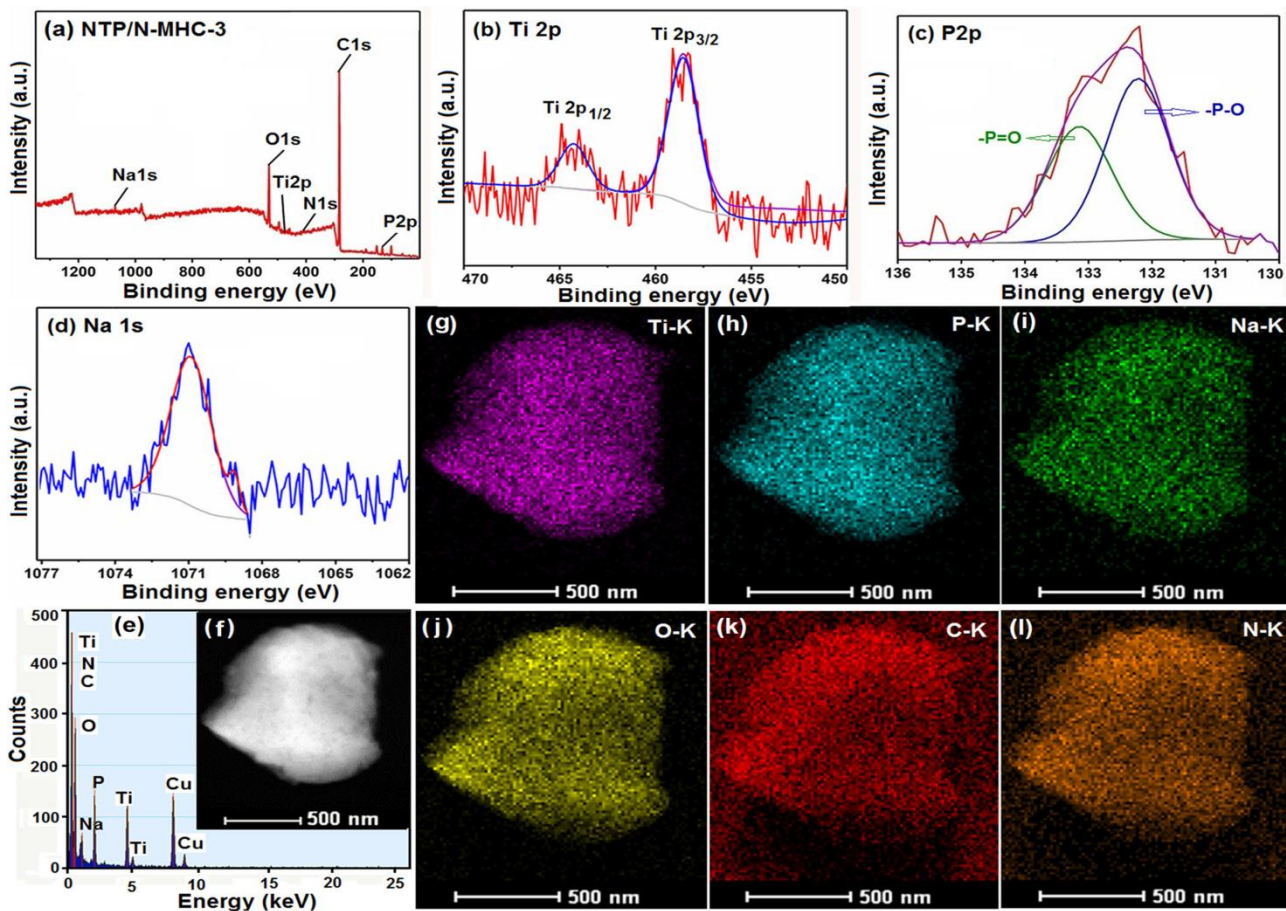 (a) NTP/N-MHC-3
C1s
O1s
Na1s
Ti2p
N1s
P2p
1200 1000 800 600 400 200
Binding energy (eV)
Intensity (a.u.)
(b) Ti 2p
Ti 2p3/2
Ti 2p1/2
470 465 460 455 450
Binding energy (eV)
Intensity (a.u.)
(c) P2p
-P-O
-P=O
136 135 134 133 132 131 130
Binding energy (eV)
Intensity (a.u.)
(d) Na 1s
1077 1074 1071 1068 1065 1062
Binding energy (eV)
Intensity (a.u.)
(g) Ti-K
500 nm
(h) P-K
500 nm
(i) Na-K
500 nm
(e)
500
400
300
200
100
0
Counts
Ti
N
C
O
P
Na
Ti
Ti
Cu
Cu
0 5 10 15 20 25
Energy (keV)
(f)
500 nm
(j) O-K
500 nm
(k) C-K
500 nm
(l) N-K
500 nm